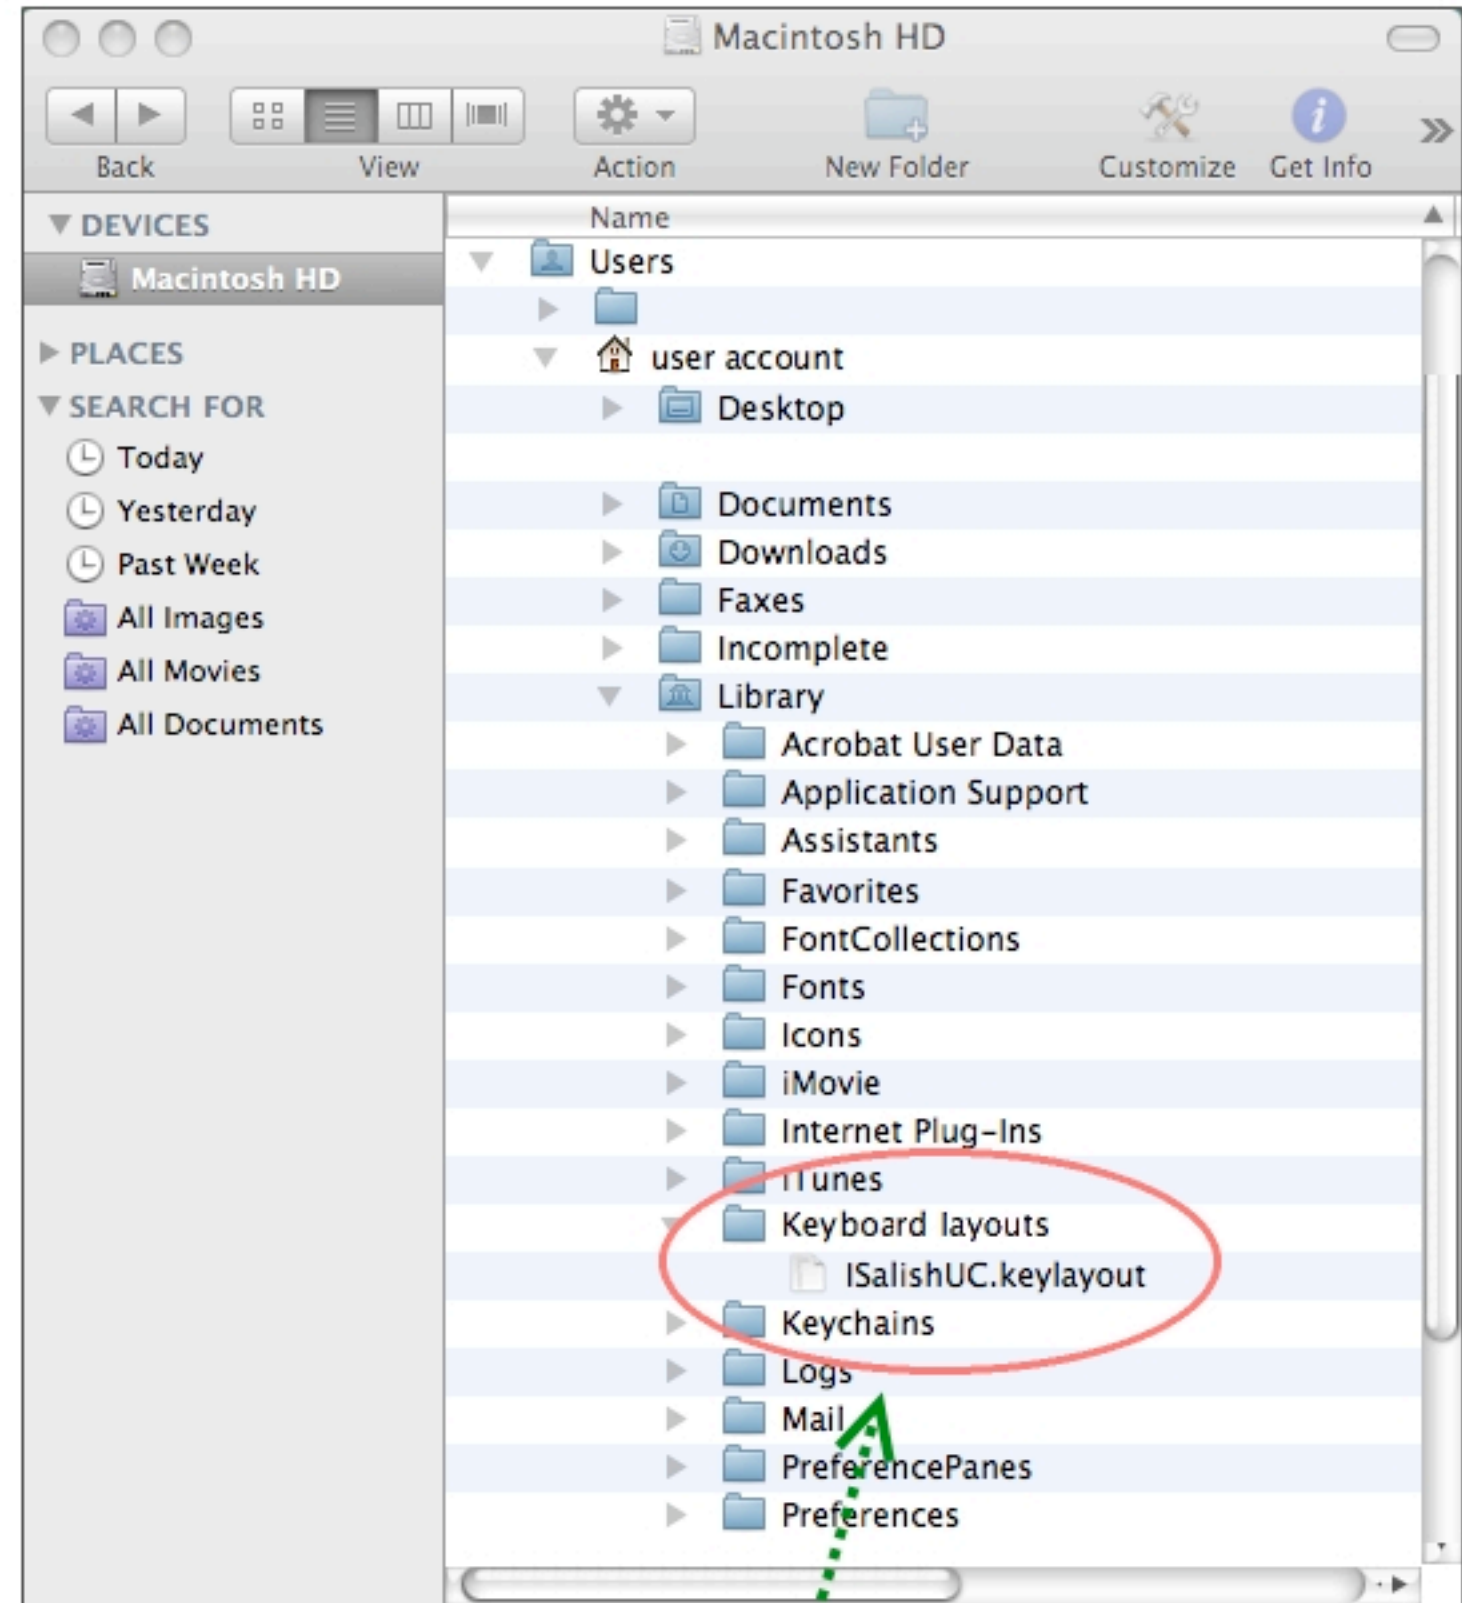 Macintosh HD
Back View Action New Folder Customize Get Info
DEVICES
Macintosh HD
PLACES
SEARCH FOR
Today
Yesterday
Past Week
All Images
All Movies
All Documents
Name
Users
user account
Desktop
Documents
Downloads
Faxes
Incomplete
Library
Acrobat User Data
Application Support
Assistants
Favorites
FontCollections
Fonts
Icons
iMovie
Internet Plug-Ins
iTunes
Keyboard layouts
ISalishUC.keylayout
Keychains
Logs
Mail
PreferencePanes
Preferences